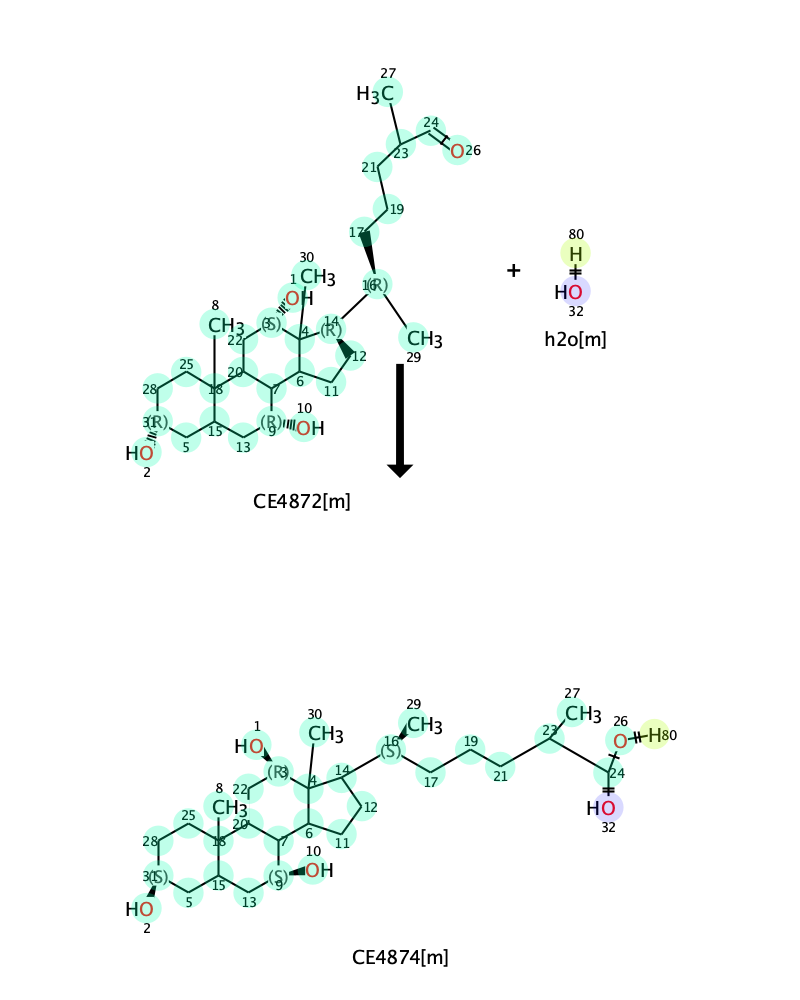 27
H3C
24
23
O 26
21
19
17
80
H
30
CH3
1
OH
16 (R)
+
HO
32
8
CH3
(S)
3
4
14
(R)
h2o[m]
22
12
CH3
29
25
20
6
28
18
7
11
31
(R)
15
13
(R)
9
10
OH
HO
5
2
CE4872[m]
27
CH3
29
CH3
26
O
H 80
30
CH3
1
HO
16
(S)
19
23
(R)
3
4
14
17
21
24
22
8
CH3
12
HO
32
25
20
6
11
28
18
7
10
OH
31
(S)
15
(S)
9
5
13
HO
2
CE4874[m]